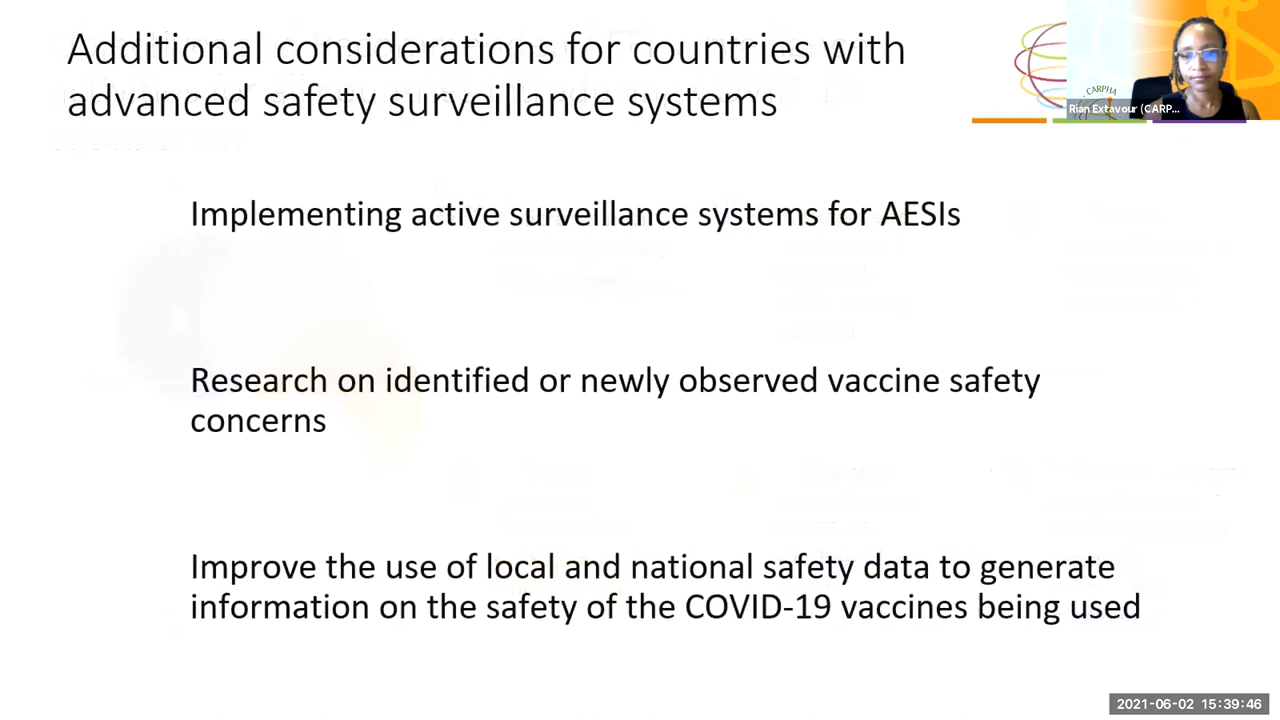 Additional considerations for countries with
advanced safety surveillance systems
CARPHA
Rian Extavour (CARP...
Implementing active surveillance systems for AESIs
Research on identified or newly observed vaccine safety
concerns
Improve the use of local and national safety data to generate
information on the safety of the COVID-19 vaccines being used
2021-06-02 15:39:46